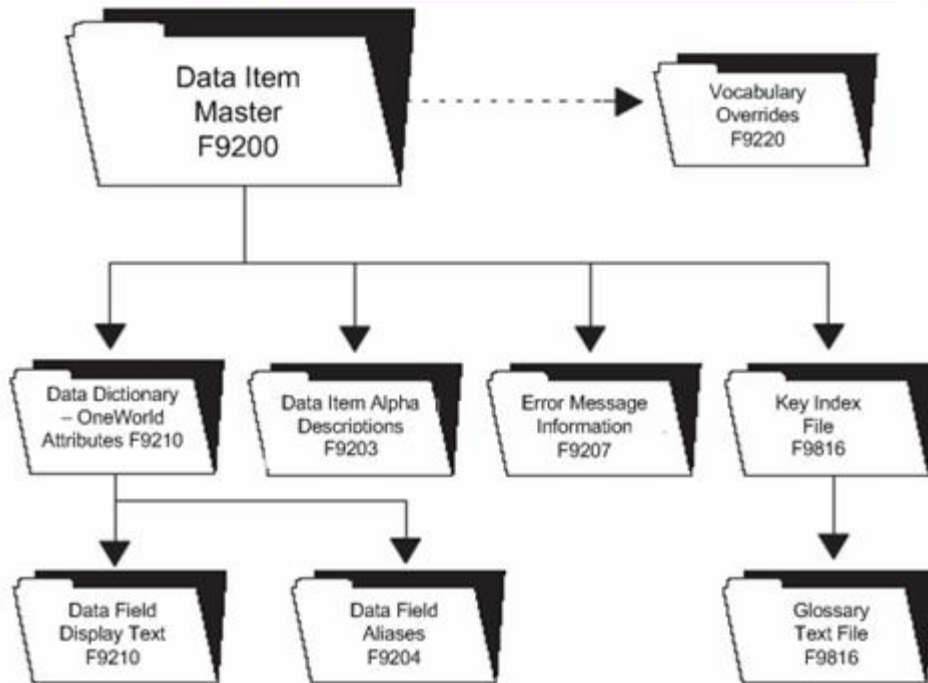 Data Item
Master
F9200
Vocabulary
Overrides
F9220
Data Dictionary
– OneWorld
Attributes F9210
Data Item Alpha
Descriptions
F9203
Error Message
Information
F9207
Key Index
File
F9816
Data Field
Display Text
F9210
Data Field
Aliases
F9204
Glossary
Text File
F9816